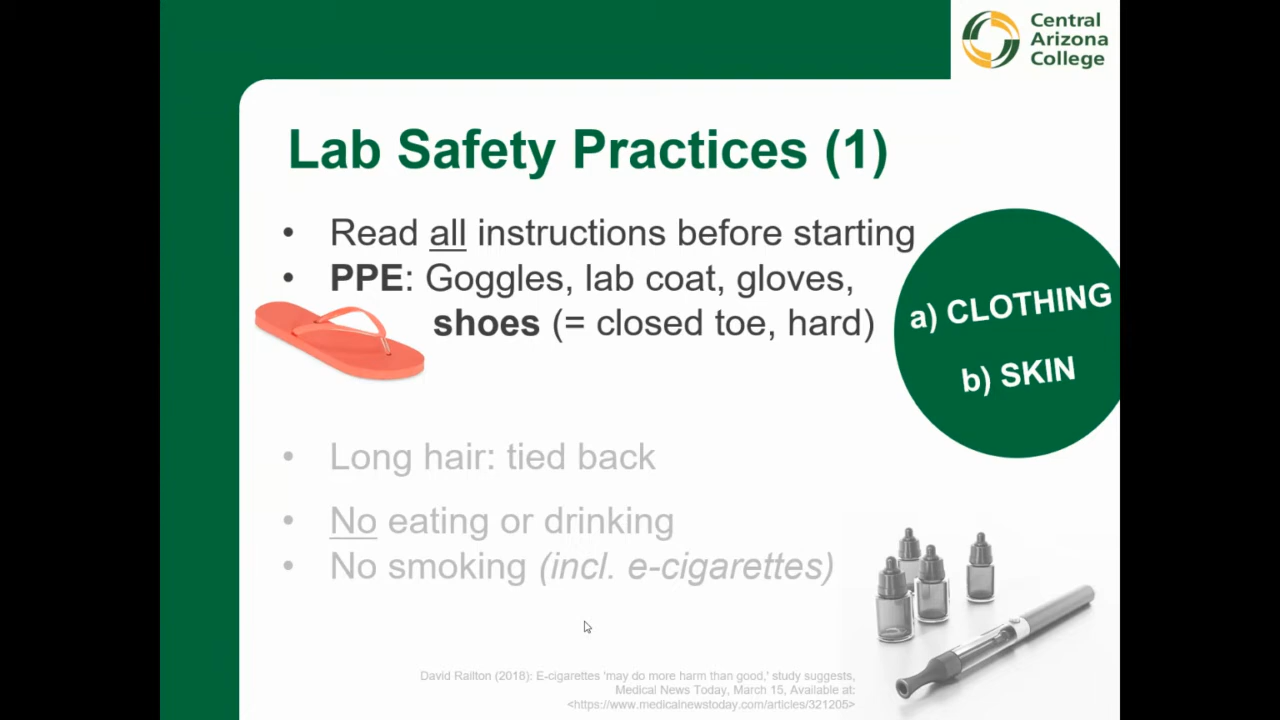 Central
Arizona
College
Lab Safety Practices (1)
• Read all instructions before starting
• PPE: Goggles, lab coat, gloves,
shoes (= closed toe, hard)
a) CLOTHING
b) SKIN
• Long hair: tied back
• No eating or drinking
• No smoking (incl. e-cigarettes)
David Railton (2018): E-cigarettes 'may do more harm than good,' study suggests,
Medical News Today, March 15, Available at:
<https://www.medicalnewstoday.com/articles/321205>